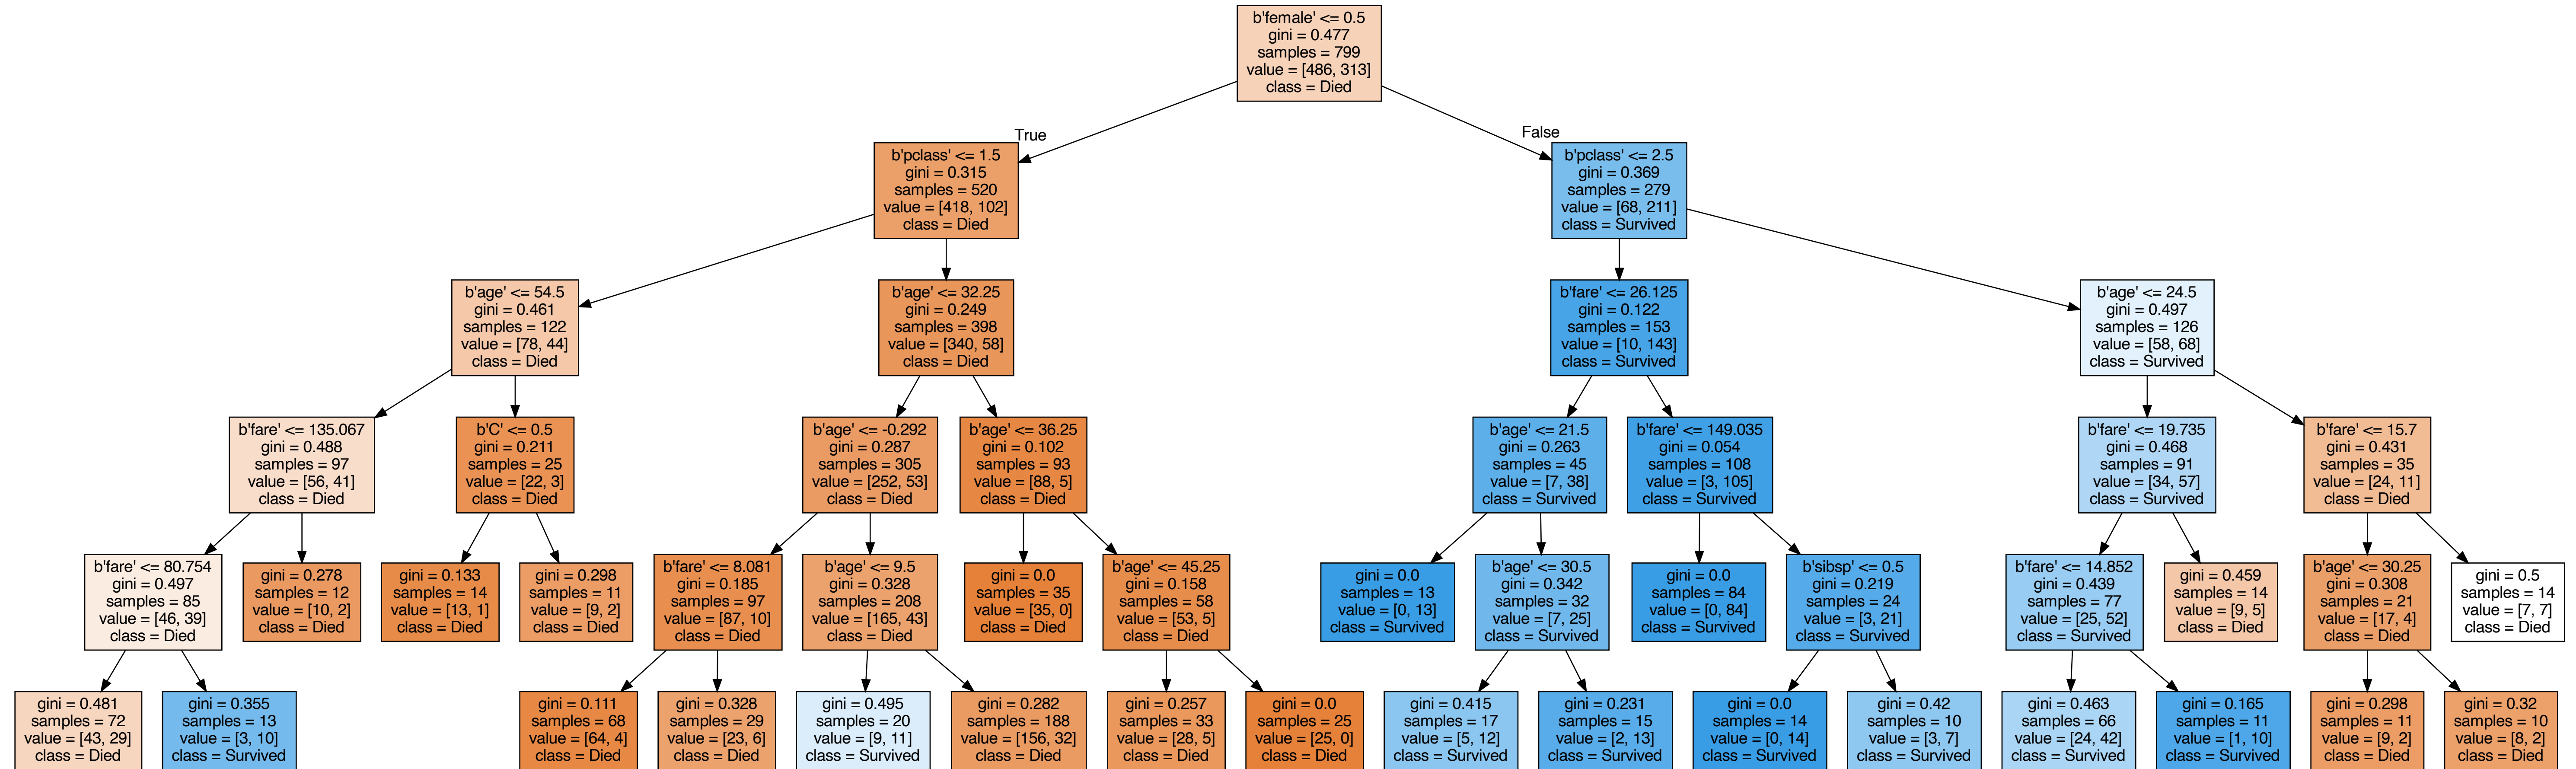 b'female' <= 0.5
gini = 0.477
samples = 799
value = [486, 313]
class = Died
True
False
b'pclass' <= 1.5
gini = 0.315
samples = 520
value = [418, 102]
class = Died
b'pclass' <= 2.5
gini = 0.369
samples = 279
value = [68, 211]
class = Survived
b'age' <= 54.5
gini = 0.461
samples = 122
value = [78, 44]
class = Died
b'age' <= 32.25
gini = 0.249
samples = 398
value = [340, 58]
class = Died
b'fare' <= 26.125
gini = 0.122
samples = 153
value = [10, 143]
class = Survived
b'age' <= 24.5
gini = 0.497
samples = 126
value = [58, 68]
class = Survived
b'fare' <= 135.067
gini = 0.488
samples = 97
value = [56, 41]
class = Died
b'C' <= 0.5
gini = 0.211
samples = 25
value = [22, 3]
class = Died
b'age' <= -0.292
gini = 0.287
samples = 305
value = [252, 53]
class = Died
b'age' <= 36.25
gini = 0.102
samples = 93
value = [88, 5]
class = Died
b'age' <= 21.5
gini = 0.263
samples = 45
value = [7, 38]
class = Survived
b'fare' <= 149.035
gini = 0.054
samples = 108
value = [3, 105]
class = Survived
b'fare' <= 19.735
gini = 0.468
samples = 91
value = [34, 57]
class = Survived
b'fare' <= 15.7
gini = 0.431
samples = 35
value = [24, 11]
class = Died
b'fare' <= 80.754
gini = 0.497
samples = 85
value = [46, 39]
class = Died
gini = 0.278
samples = 12
value = [10, 2]
class = Died
gini = 0.133
samples = 14
value = [13, 1]
class = Died
gini = 0.298
samples = 11
value = [9, 2]
class = Died
b'fare' <= 8.081
gini = 0.185
samples = 97
value = [87, 10]
class = Died
b'age' <= 9.5
gini = 0.328
samples = 208
value = [165, 43]
class = Died
gini = 0.0
samples = 35
value = [35, 0]
class = Died
b'age' <= 45.25
gini = 0.158
samples = 58
value = [53, 5]
class = Died
gini = 0.0
samples = 13
value = [0, 13]
class = Survived
b'age' <= 30.5
gini = 0.342
samples = 32
value = [7, 25]
class = Survived
gini = 0.0
samples = 84
value = [0, 84]
class = Survived
b'sibsp' <= 0.5
gini = 0.219
samples = 24
value = [3, 21]
class = Survived
b'fare' <= 14.852
gini = 0.439
samples = 77
value = [25, 52]
class = Survived
gini = 0.459
samples = 14
value = [9, 5]
class = Died
b'age' <= 30.25
gini = 0.308
samples = 21
value = [17, 4]
class = Died
gini = 0.5
samples = 14
value = [7, 7]
class = Died
gini = 0.481
samples = 72
value = [43, 29]
class = Died
gini = 0.355
samples = 13
value = [3, 10]
class = Survived
gini = 0.111
samples = 68
value = [64, 4]
class = Died
gini = 0.328
samples = 29
value = [23, 6]
class = Died
gini = 0.495
samples = 20
value = [9, 11]
class = Survived
gini = 0.282
samples = 188
value = [156, 32]
class = Died
gini = 0.257
samples = 33
value = [28, 5]
class = Died
gini = 0.0
samples = 25
value = [25, 0]
class = Died
gini = 0.415
samples = 17
value = [5, 12]
class = Survived
gini = 0.231
samples = 15
value = [2, 13]
class = Survived
gini = 0.0
samples = 14
value = [0, 14]
class = Survived
gini = 0.42
samples = 10
value = [3, 7]
class = Survived
gini = 0.463
samples = 66
value = [24, 42]
class = Survived
gini = 0.165
samples = 11
value = [1, 10]
class = Survived
gini = 0.298
samples = 11
value = [9, 2]
class = Died
gini = 0.32
samples = 10
value = [8, 2]
class = Died